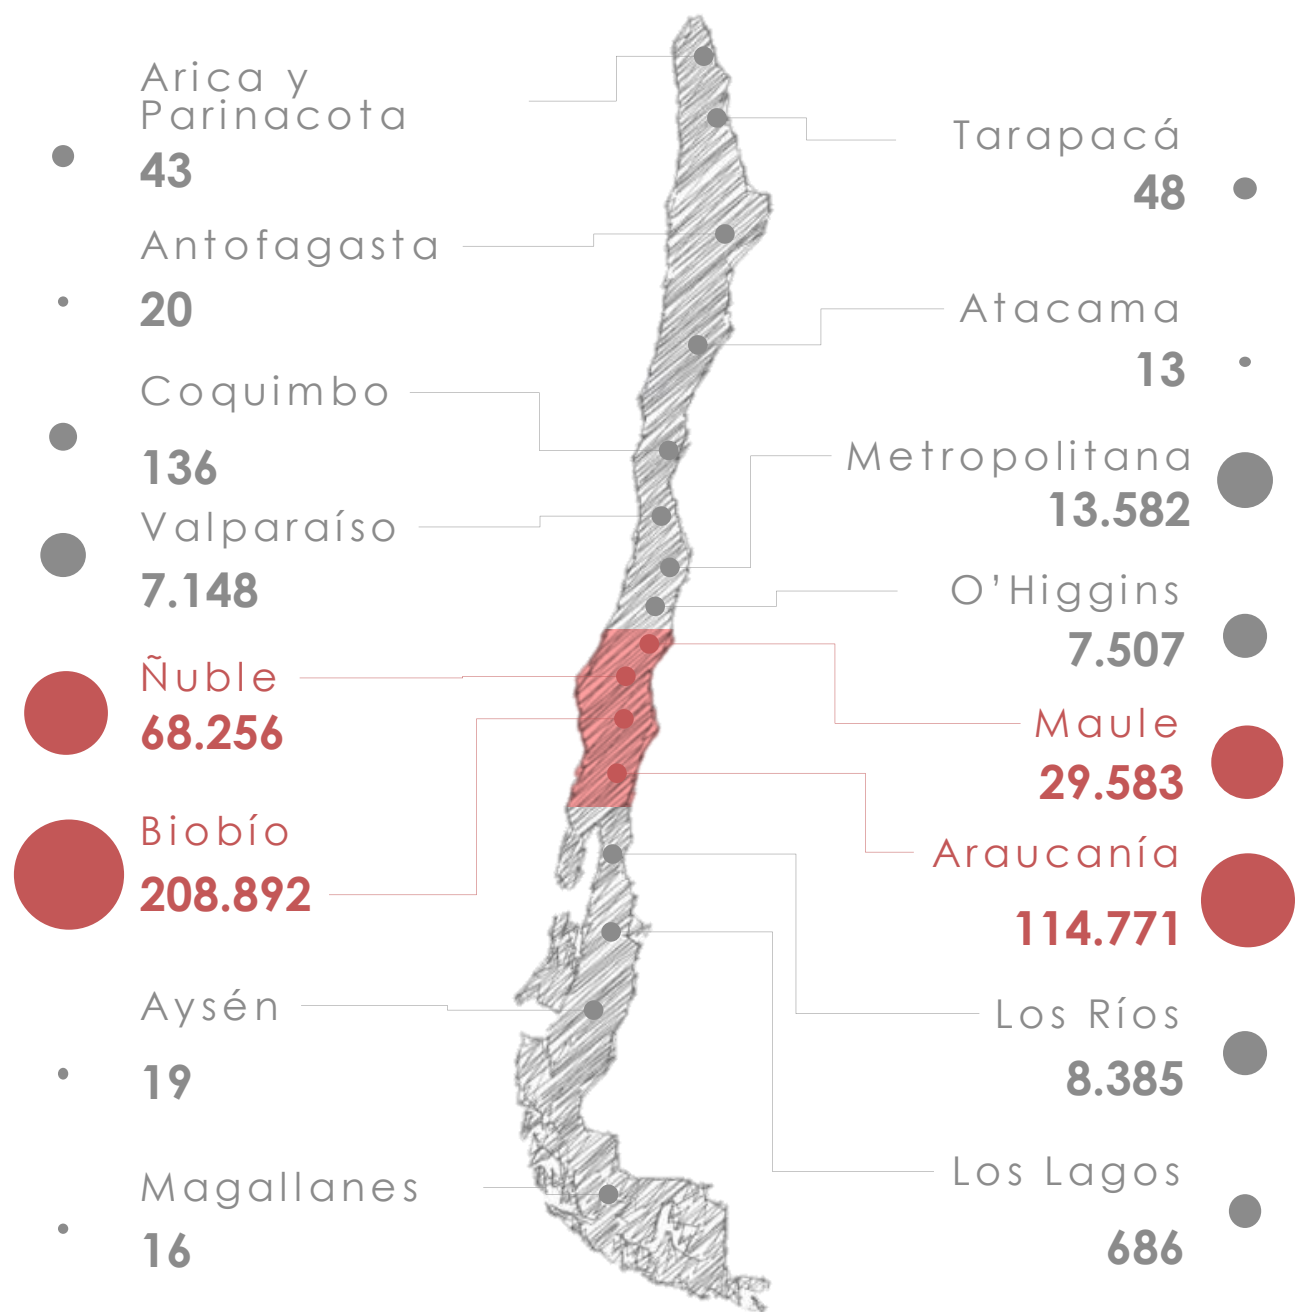 Arica y
Parinacota
43
Tarapacá
48
Antofagasta
20
Atacama
13
Coquimbo
136
Metropolitana
13.582
Valparaíso
7.148
O’Higgins
7.507
Ñuble
68.256
Maule
29.583
Biobío
208.892
Araucanía
114.771
Aysén
19
Los Ríos
8.385
Magallanes
16
Los Lagos
686